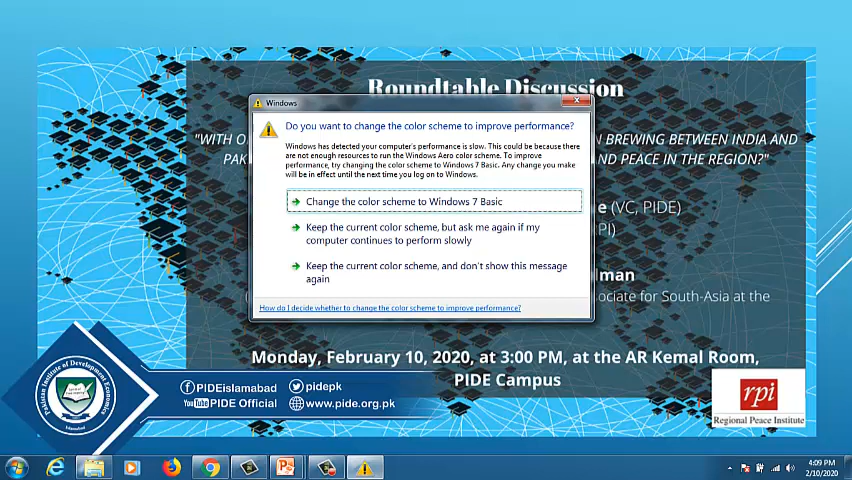 Roundtable Discussion
Windows
Do you want to change the color scheme to improve performance?
Windows has detected your computer's performance is slow. This could be because there
are not enough resources to run the Windows Aero color scheme. To improve
performance, try changing the color scheme to Windows 7 Basic. Any change you make
will be in effect until the next time you log on to Windows.
Change the color scheme to Windows 7 Basic
Keep the current color scheme, but ask me again if my
computer continues to perform slowly
Keep the current color scheme, and don't show this message
again
How do I decide whether to change the color scheme to improve performance?
"WITH BREWING BETWEEN INDIA AND
AND PEACE IN THE REGION?"
(VC, PIDE)
for South-Asia at the
Monday, February 10, 2020, at 3:00 PM, at the AR Kemal Room,
PIDE Campus
Pakistan Institute of Development Economics
Islamabad
PIDEislamabad pidepk
YouTube PIDE Official www.pide.org.pk
rpi
Regional Peace Institute
4:09 PM
2/10/2020